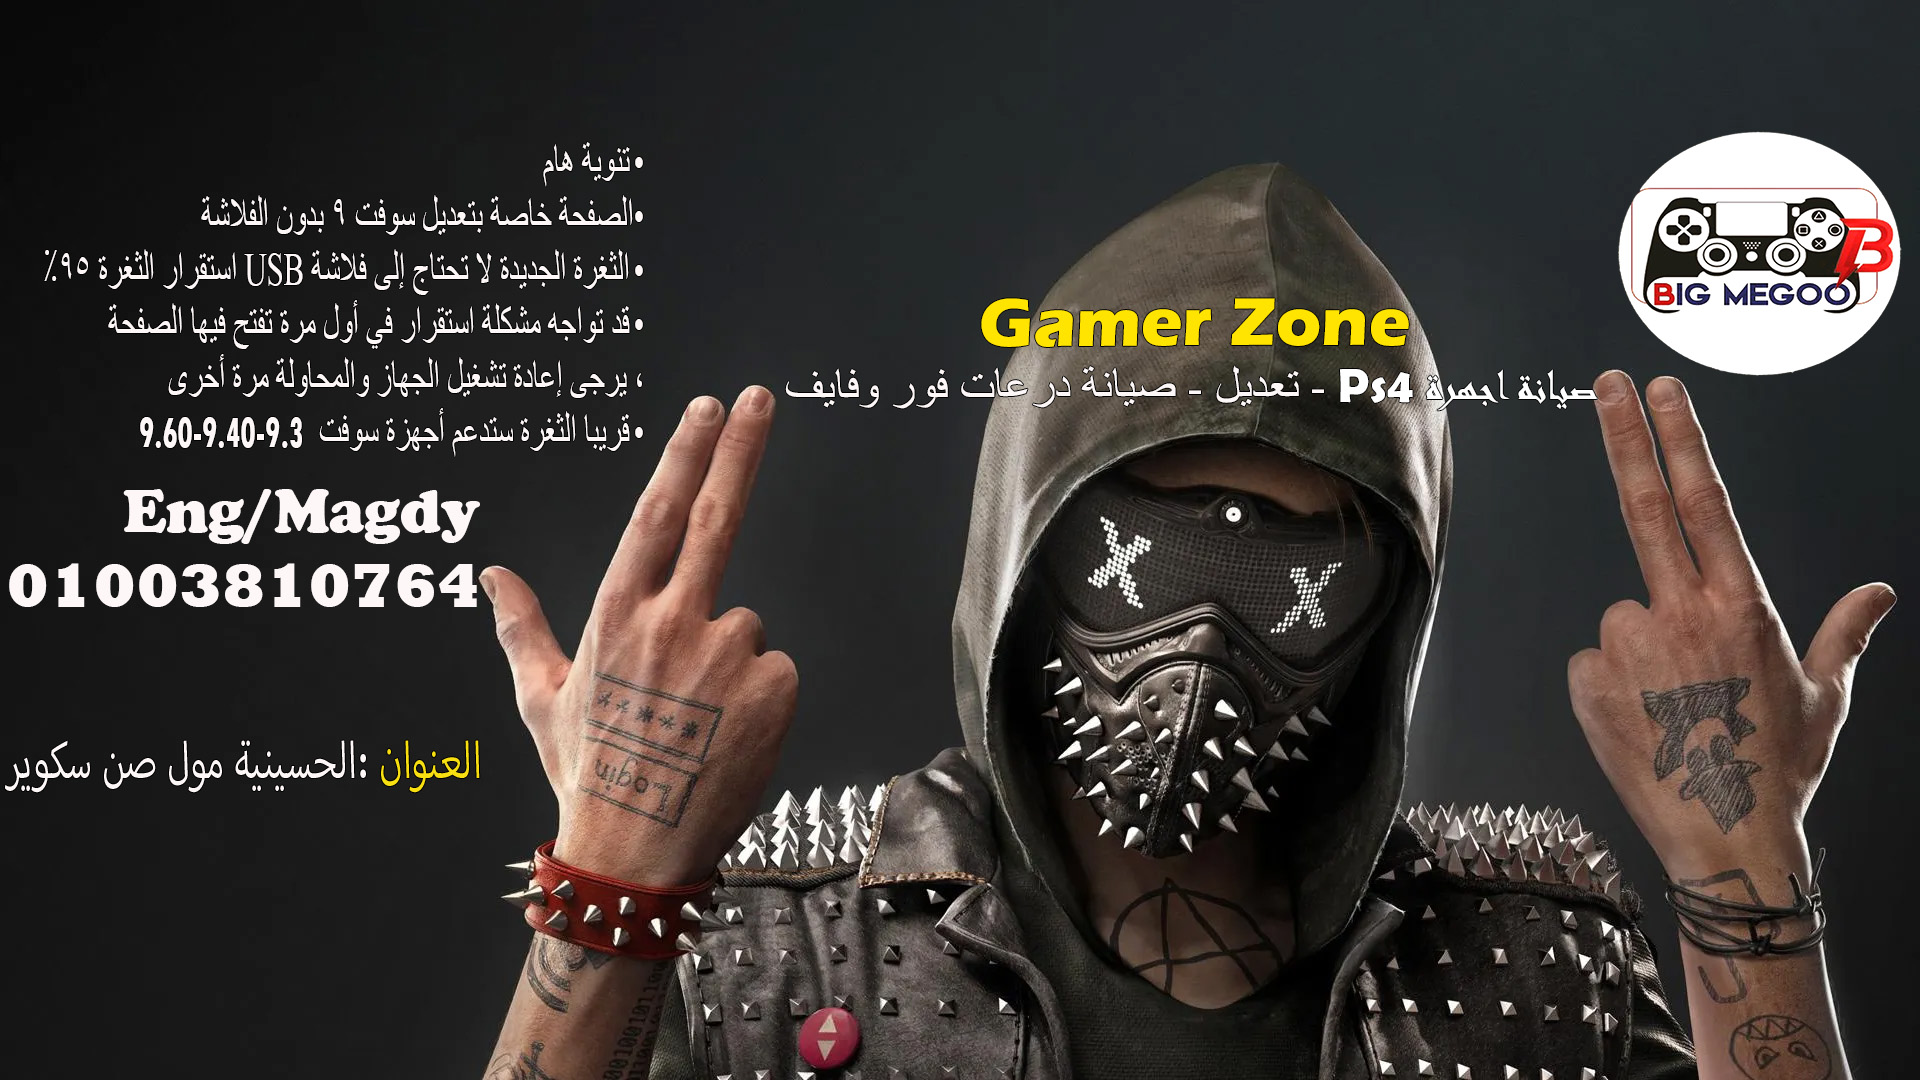 •تنوية هام
•الصفحة خاصة بتعديل سوفت ٩ بدون الفلاشة
•الثغرة الجديدة لا تحتاج إلى فلاشة USB استقرار الثغرة ٩٥٪
•قد تواجه مشكلة استقرار في أول مرة تفتح فيها الصفحة
، يرجى إعادة تشغيل الجهاز والمحاولة مرة أخرى
•قريبا الثغرة ستدعم أجهزة سوفت 9.3-9.40-9.60
Eng/Magdy
01003810764
العنوان :الحسينية مول صن سكوير
Gamer Zone
صيانة اجهزة Ps4 - تعديل - صيانة درعات فور وفايف
B
BIG MEGOO
*****
Login